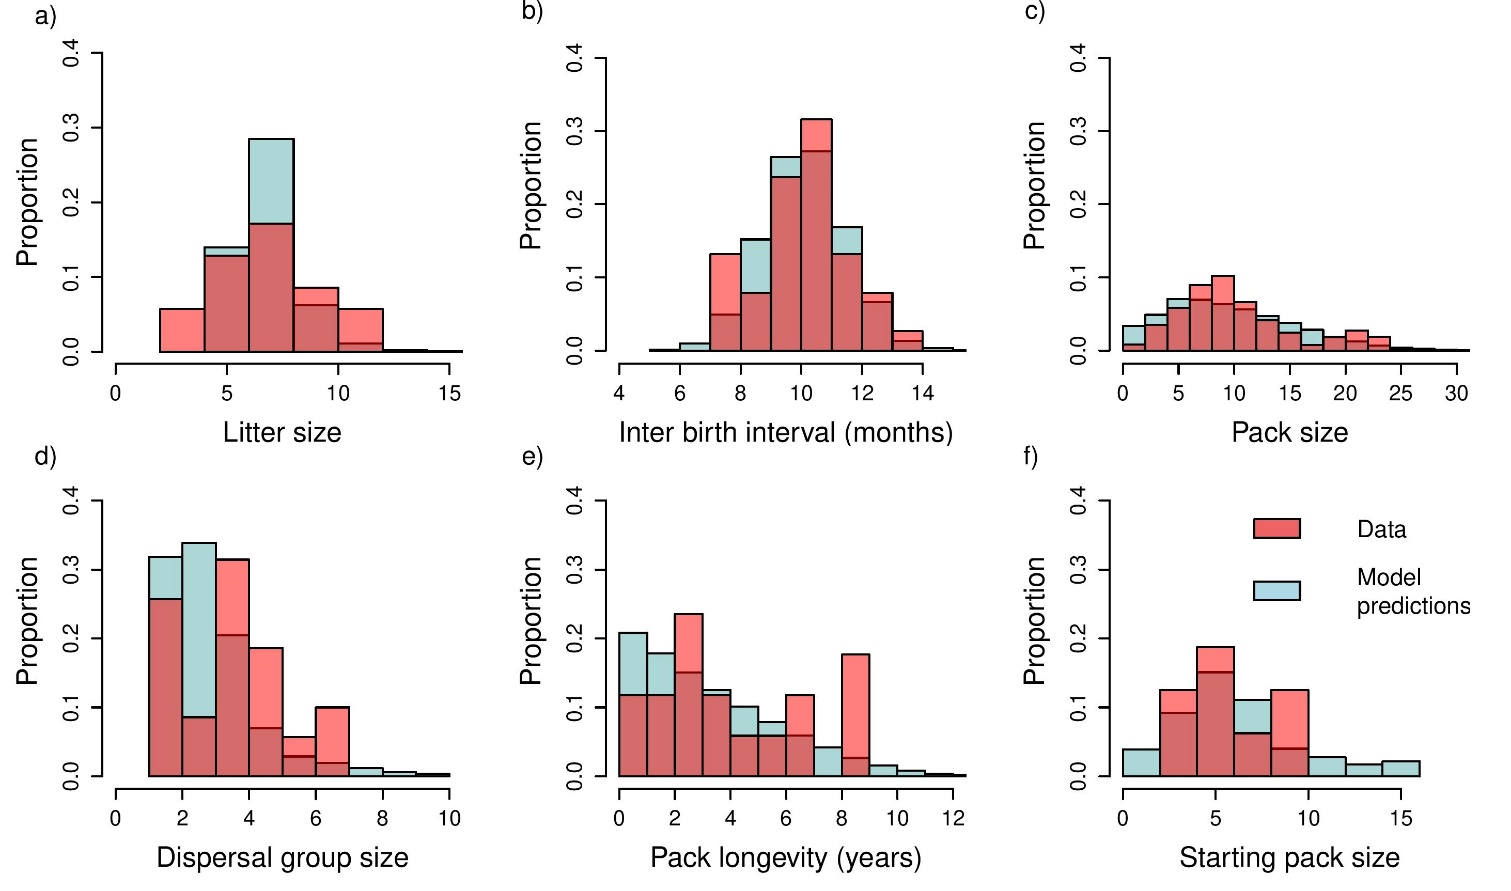 a)
0.4
0.3
0.2
0.1
0.0
Proportion
0 5 10 15
Litter size
b)
0.4
0.3
0.2
0.1
0.0
Proportion
4 6 8 10 12 14
Inter birth interval (months)
c)
0.4
0.3
0.2
0.1
0.0
Proportion
0 5 10 15 20 25 30
Pack size
d)
0.4
0.3
0.2
0.1
0.0
Proportion
0 2 4 6 8 10
Dispersal group size
e)
0.4
0.3
0.2
0.1
0.0
Proportion
0 2 4 6 8 10 12
Pack longevity (years)
f)
0.4
0.3
0.2
0.1
0.0
Proportion
Data
Model
predictions
0 5 10 15
Starting pack size